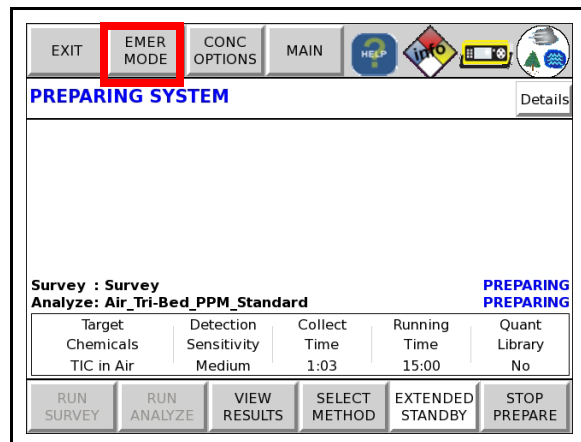 EXIT
EMER
MODE
CONC
OPTIONS
MAIN
HELP
info
PREPARING SYSTEM
Details
Survey : Survey PREPARING
Analyze: Air_Tri-Bed_PPM_Standard PREPARING
Target Detection Collect Running Quant
Chemicals Sensitivity Time Time Library
TIC in Air Medium 1:03 15:00 No
RUN
SURVEY
RUN
ANALYZE
VIEW
RESULTS
SELECT
METHOD
EXTENDED
STANDBY
STOP
PREPARE